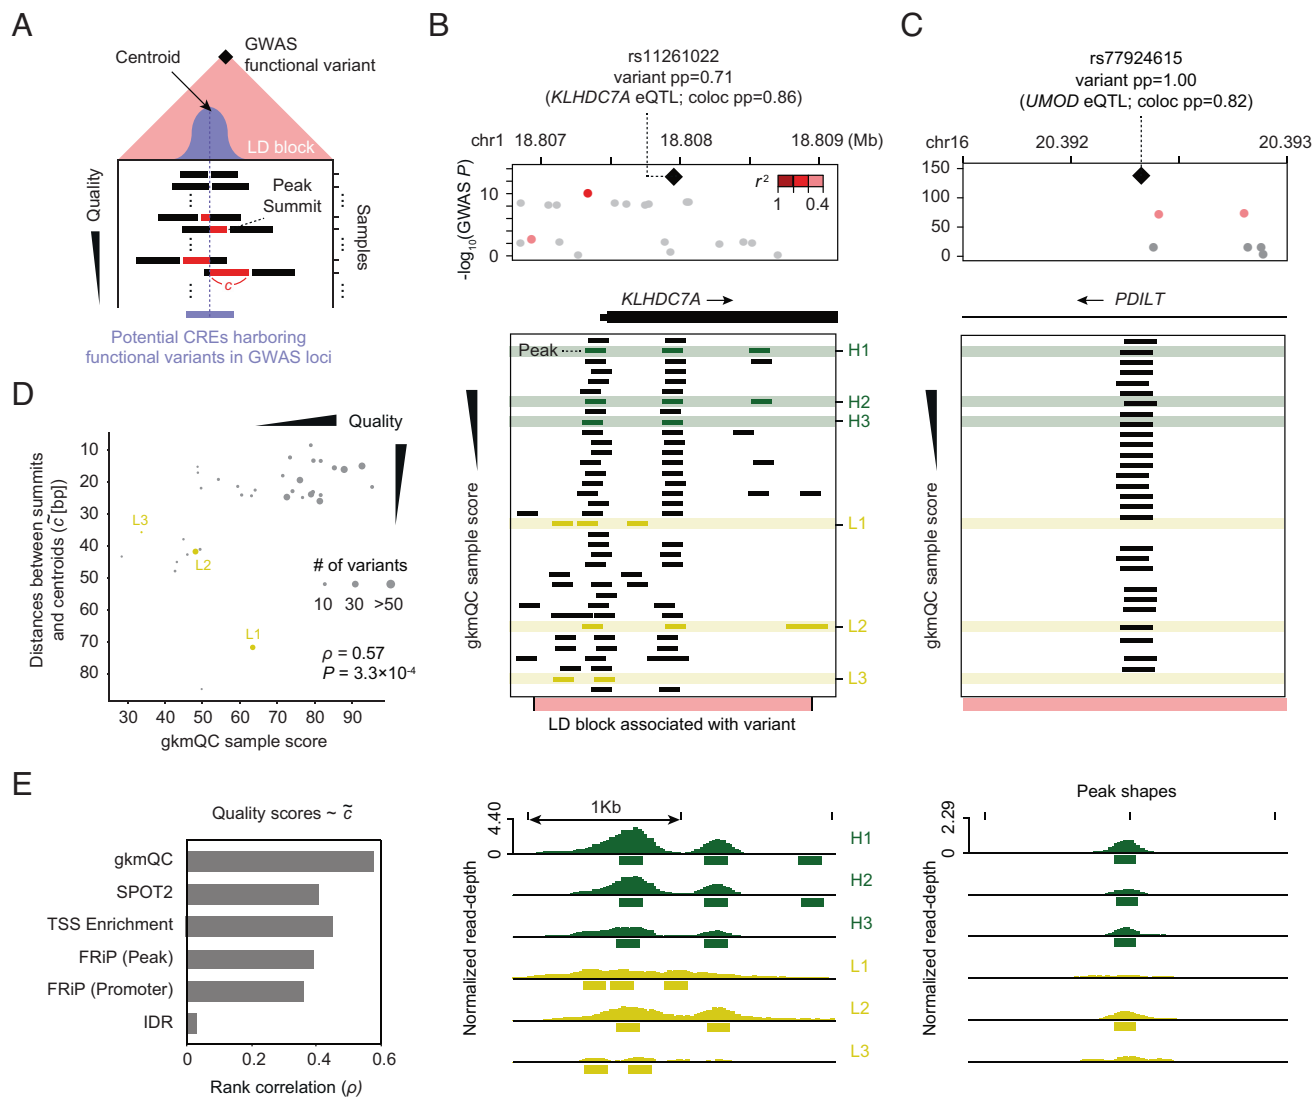 A
Centroid
GWAS
functional variant
LD block
Quality
Peak
Summit
Samples
c
Potential CREs harboring
functional variants in GWAS loci
B
rs11261022
variant pp=0.71
(KLHDC7A eQTL; coloc pp=0.86)
chr1 18.807 18.808 18.809 (Mb)
-log10(GWAS P)
10
0
r2
1 0.4
KLHDC7A
Peak
H1
H2
H3
L1
L2
L3
gkmQC sample score
LD block associated with variant
C
rs77924615
variant pp=1.00
(UMOD eQTL; coloc pp=0.82)
chr16 20.392 20.393
150
100
50
0
PDILT
gkmQC sample score
D
Quality
Distances between summits
and centroids (c̃ [bp])
10
20
30
40
50
60
70
80
L3
L2
L1
# of variants
10 30 >50
ρ = 0.57
P = 3.3×10-4
30 40 50 60 70 80 90
gkmQC sample score
E
Quality scores ~ c̃
gkmQC
SPOT2
TSS Enrichment
FRiP (Peak)
FRiP (Promoter)
IDR
0 0.2 0.4 0.6
Rank correlation (ρ)
1Kb
4.40
0
Normalized read-depth
H1
H2
H3
L1
L2
L3
Peak shapes
2.29
0
Normalized read-depth